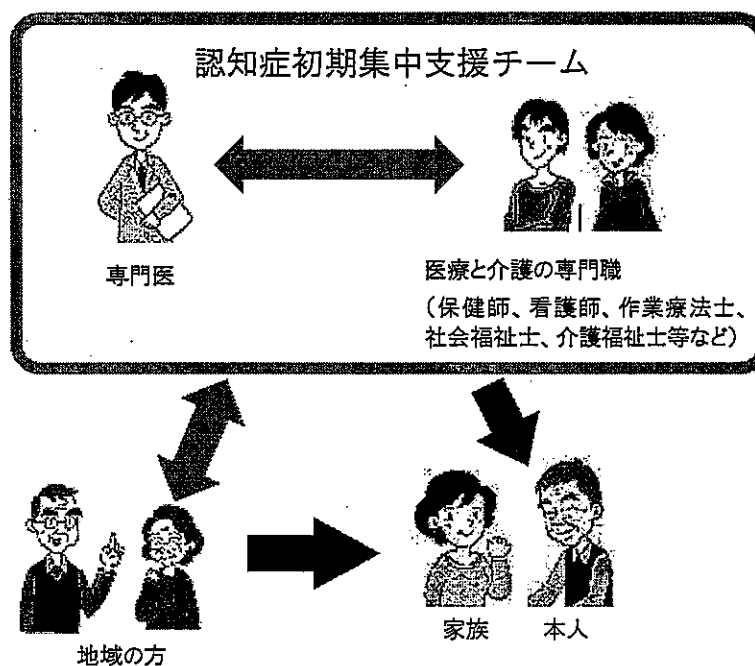 認知症初期集中支援チーム
専門医
医療と介護の専門職
（保健師、看護師、作業療法士、
社会福祉士、介護福祉士等など）
家族
本人
地域の方